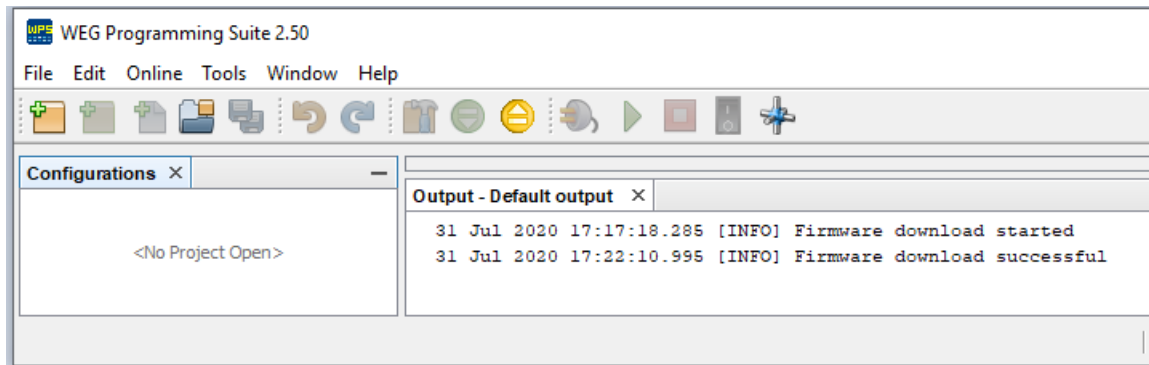 WPS WEG Programming Suite 2.50
File Edit Online Tools Window Help
Configurations
Output - Default output
31 Jul 2020 17:17:18.285 [INFO] Firmware download started
<No Project Open>
31 Jul 2020 17:22:10.995 [INFO] Firmware download successful